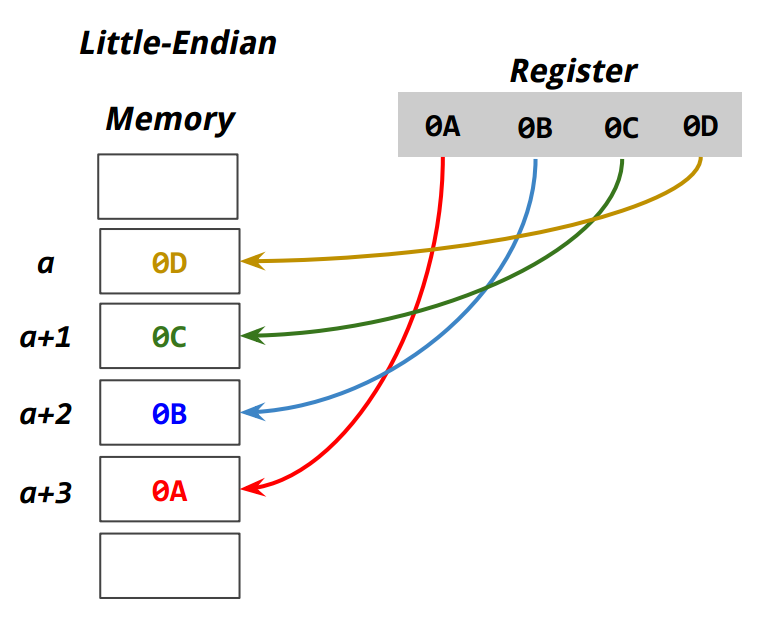 Little-Endian
Register
Memory
0A 0B 0C 0D
a 0D
a+1 0C
a+2 0B
a+3 0A